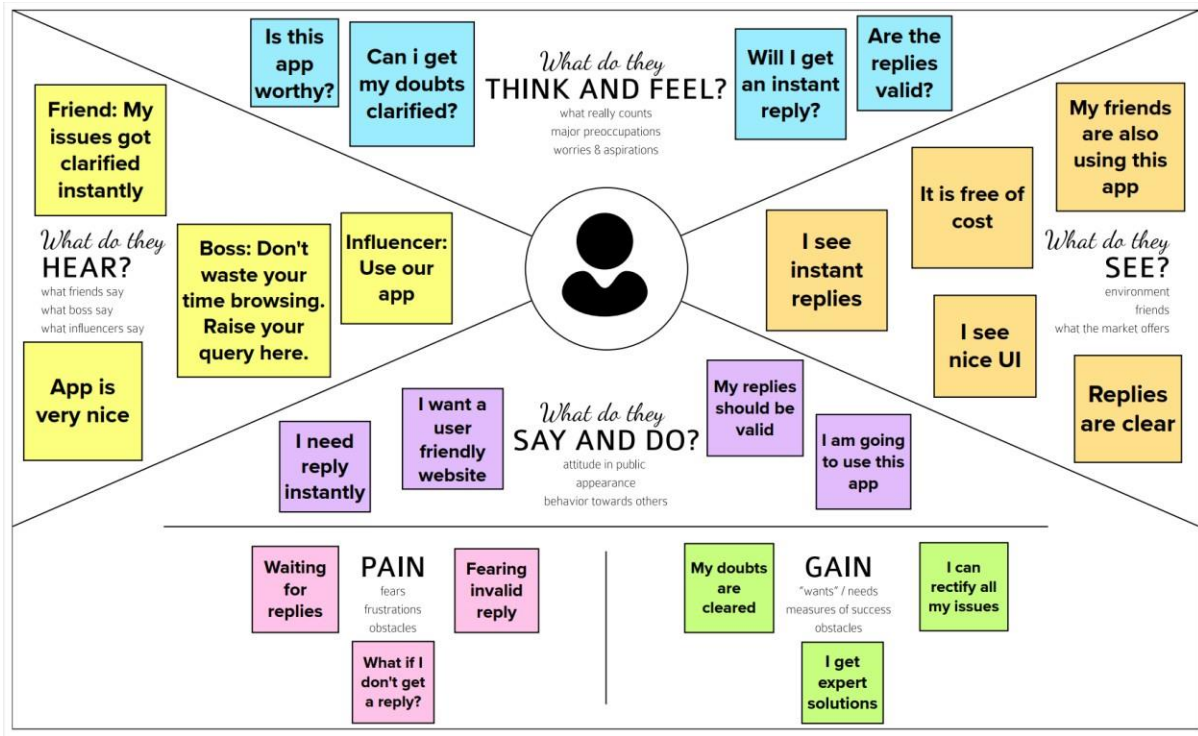 Is this
app
worthy?
Can i get
my doubts
clarified?
What do they
THINK AND FEEL?
what really counts
major preoccupations
worries & aspirations
Will I get
an instant
reply?
Are the
replies
valid?
Friend: My
issues got
clarified
instantly
What do they
HEAR?
what friends say
what boss say
what influencers say
Boss: Don't
waste your
time browsing.
Raise your
query here.
Influencer:
Use our
app
App is
very nice
My friends
are also
using this
app
It is free of
cost
I see
instant
replies
What do they
SEE?
environment
friends
what the market offers
I see
nice UI
Replies
are clear
I need
reply
instantly
I want a
user
friendly
website
What do they
SAY AND DO?
attitude in public
appearance
behavior towards others
My replies
should be
valid
I am going
to use this
app
Waiting
for
replies
PAIN
fears
frustrations
obstacles
Fearing
invalid
reply
What if I
don't get
a reply?
My doubts
are
cleared
GAIN
"wants" / needs
measures of success
obstacles
I can
rectify all
my issues
I get
expert
solutions